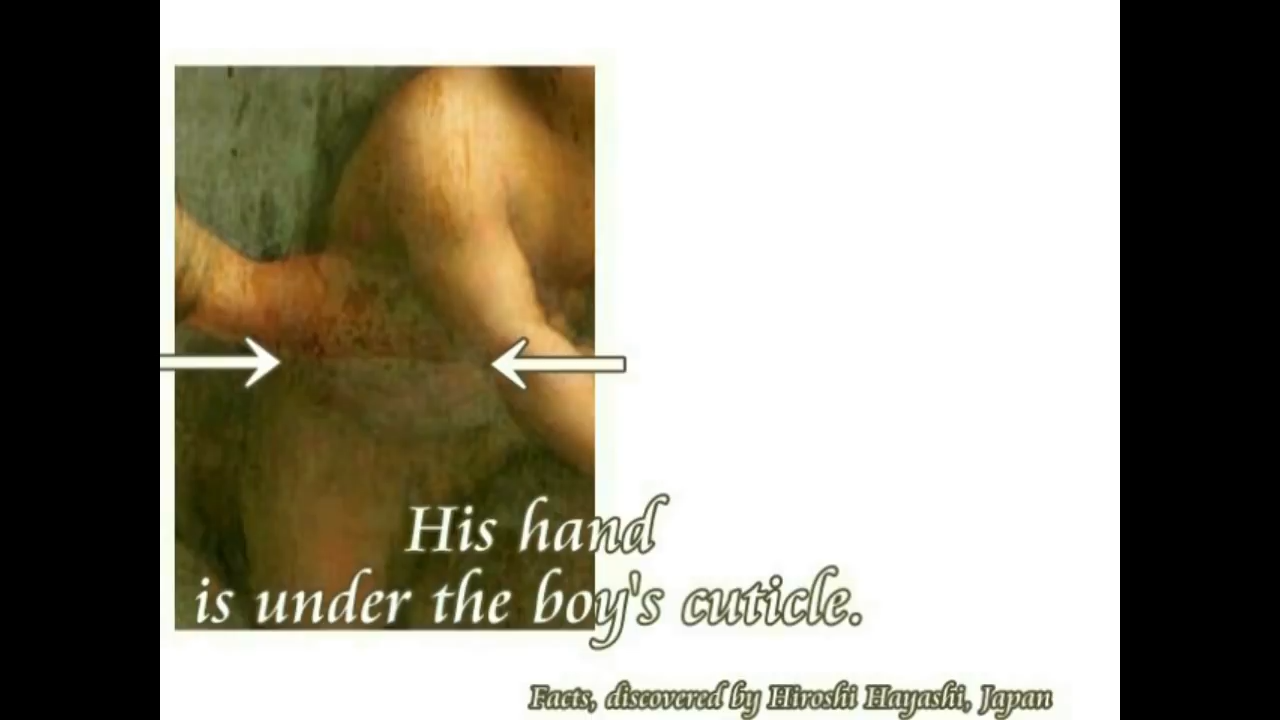 His hand
is under the boy's cuticle.
Facts, discovered by Hiroshi Hayashi, Japan